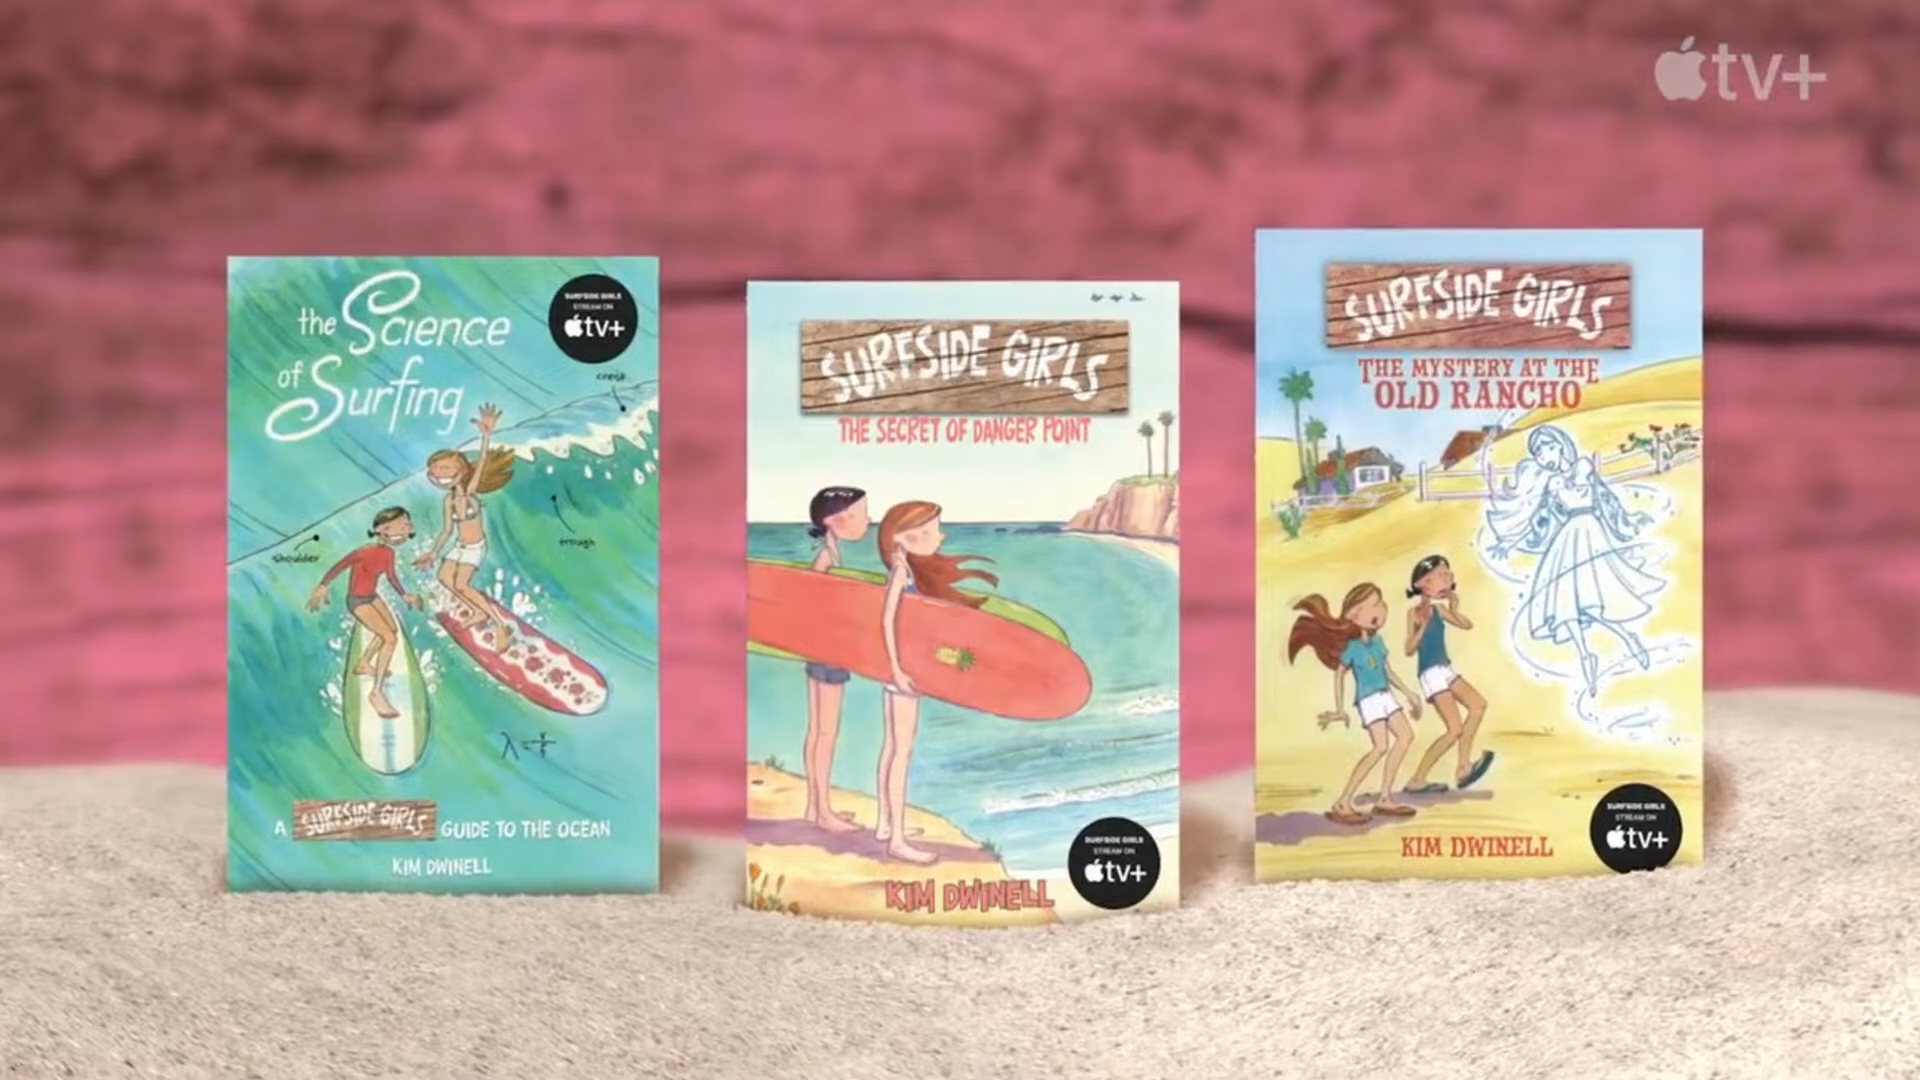 tv+
the Science
of Surfing
SURFSIDE GIRLS
STREAM ON
tv+
crest
shoulder
trough
A SURFSIDE GIRLS GUIDE TO THE OCEAN
KIM DWINELL
SURFSIDE GIRLS
THE SECRET OF DANGER POINT
KIM DWINELL
SURFSIDE GIRLS
STREAM ON
tv+
SURFSIDE GIRLS
THE MYSTERY AT THE
OLD RANCHO
KIM DWINELL
SURFSIDE GIRLS
STREAM ON
tv+